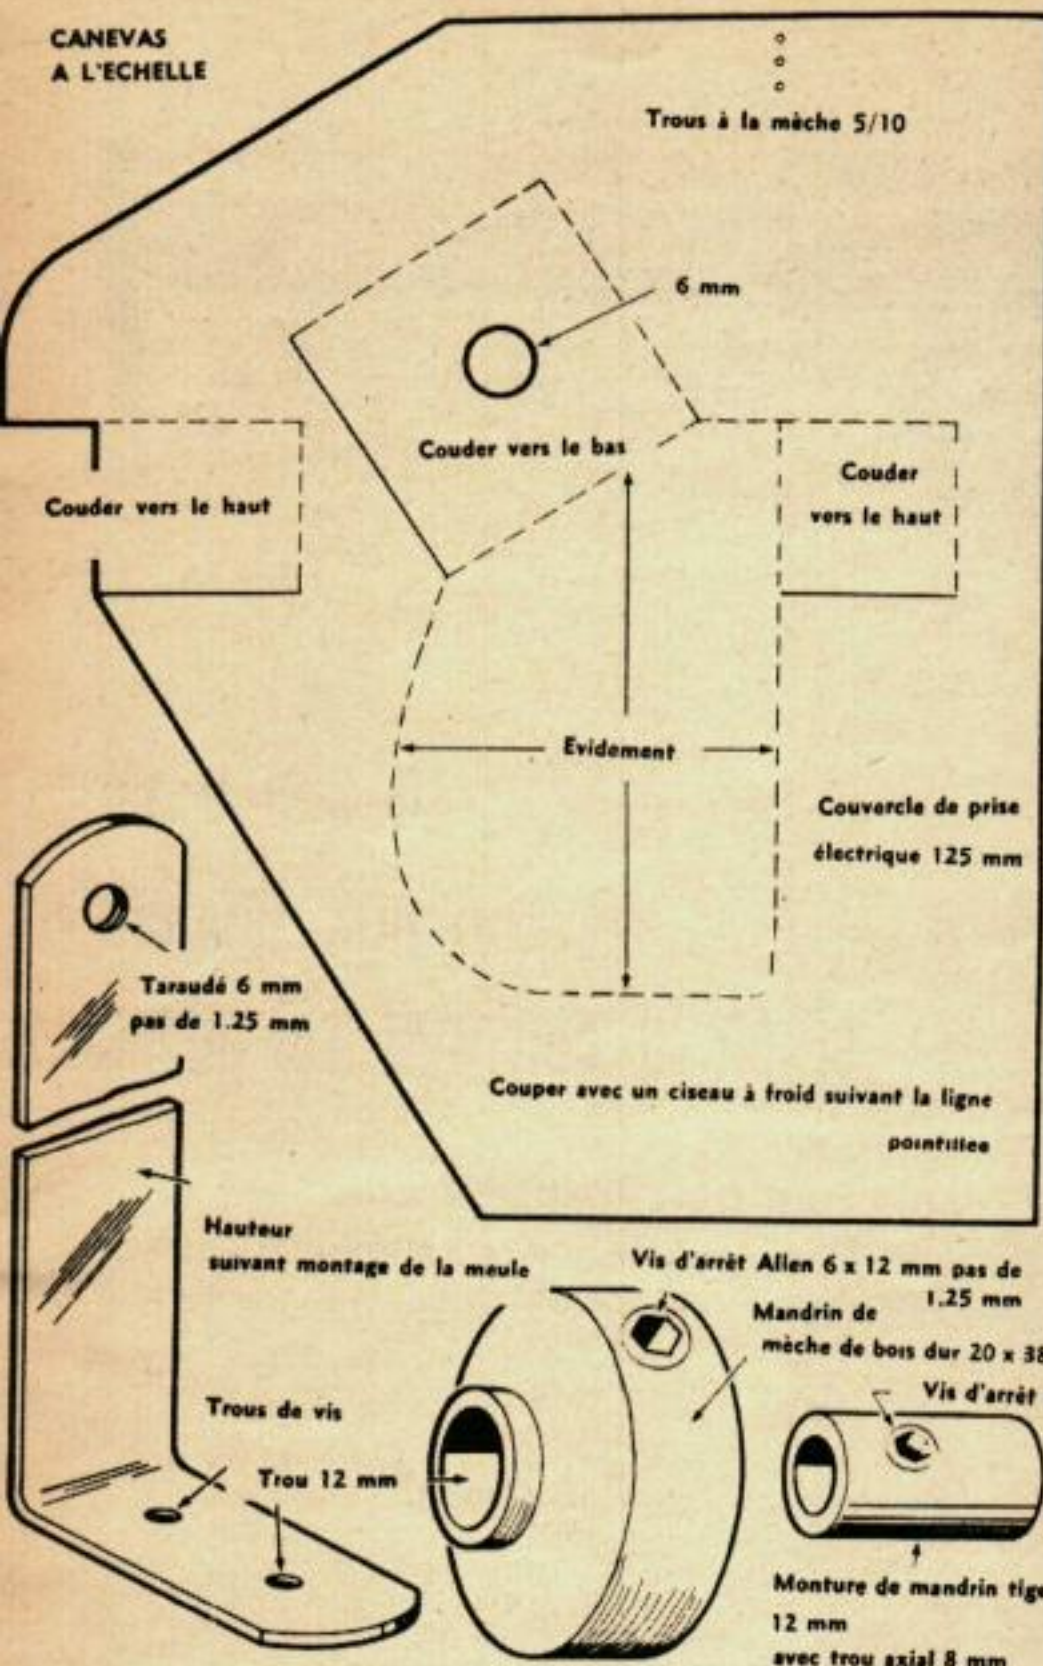 CANEVAS
A L'ECHELLE
Trous à la mèche 5/10
6 mm
Couder vers le bas
Couder vers le haut
Couder
vers le haut
Evidement
Couvercle de prise
électrique 125 mm
Taraudé 6 mm
pas de 1.25 mm
Couper avec un ciseau à froid suivant la ligne
pointillee
Hauteur
suivant montage de la meule
Vis d'arrêt Allen 6 x 12 mm pas de
1.25 mm
Mandrin de
mèche de bois dur 20 x 38
Vis d'arrêt
Trous de vis
Trou 12 mm
Monture de mandrin tige
12 mm
avec trou axial 8 mm